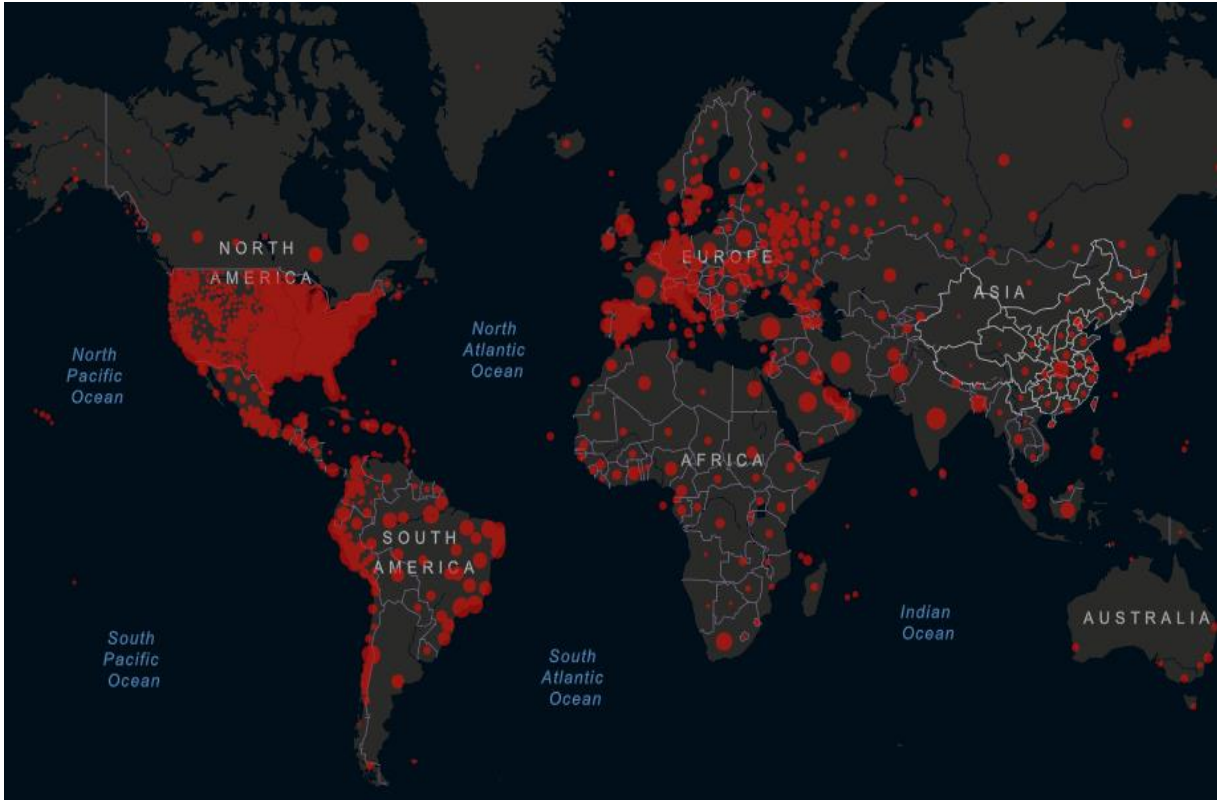 NORTH
AMERICA
EUROPE
ASIA
North
Atlantic
Ocean
North
Pacific
Ocean
AFRICA
SOUTH
AMERICA
Indian
Ocean
AUSTRALIA
South
Pacific
Ocean
South
Atlantic
Ocean